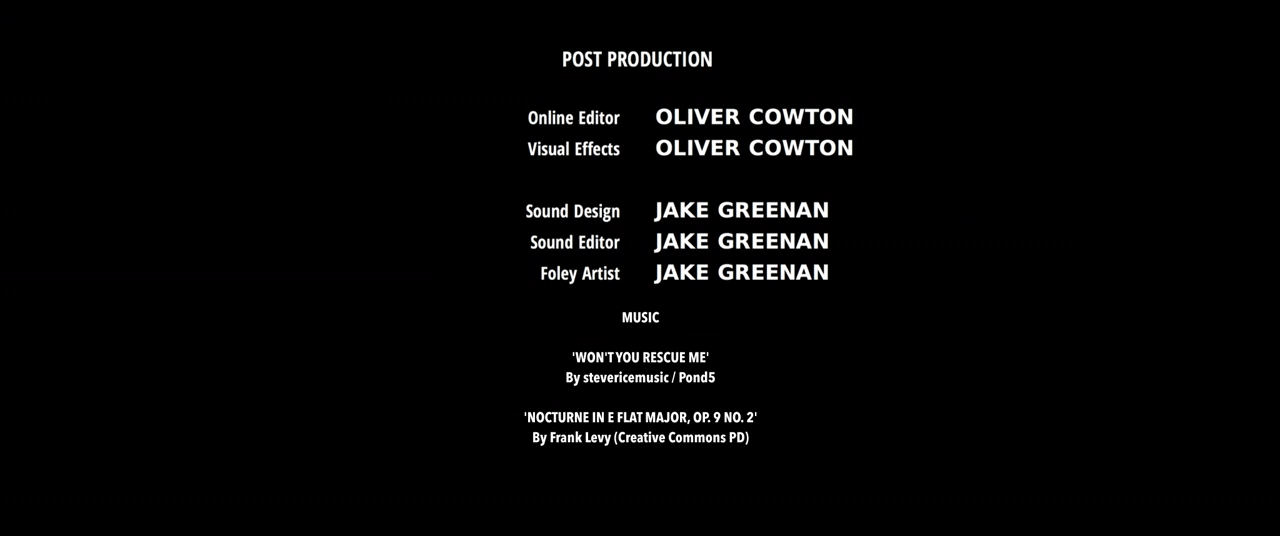 POST PRODUCTION
Online Editor OLIVER COWTON
Visual Effects OLIVER COWTON
Sound Design JAKE GREENAN
Sound Editor JAKE GREENAN
Foley Artist JAKE GREENAN
MUSIC
'WON'T YOU RESCUE ME'
By stevericemusic / Pond5
'NOCTURNE IN E FLAT MAJOR, OP. 9 NO. 2'
By Frank Levy (Creative Commons PD)